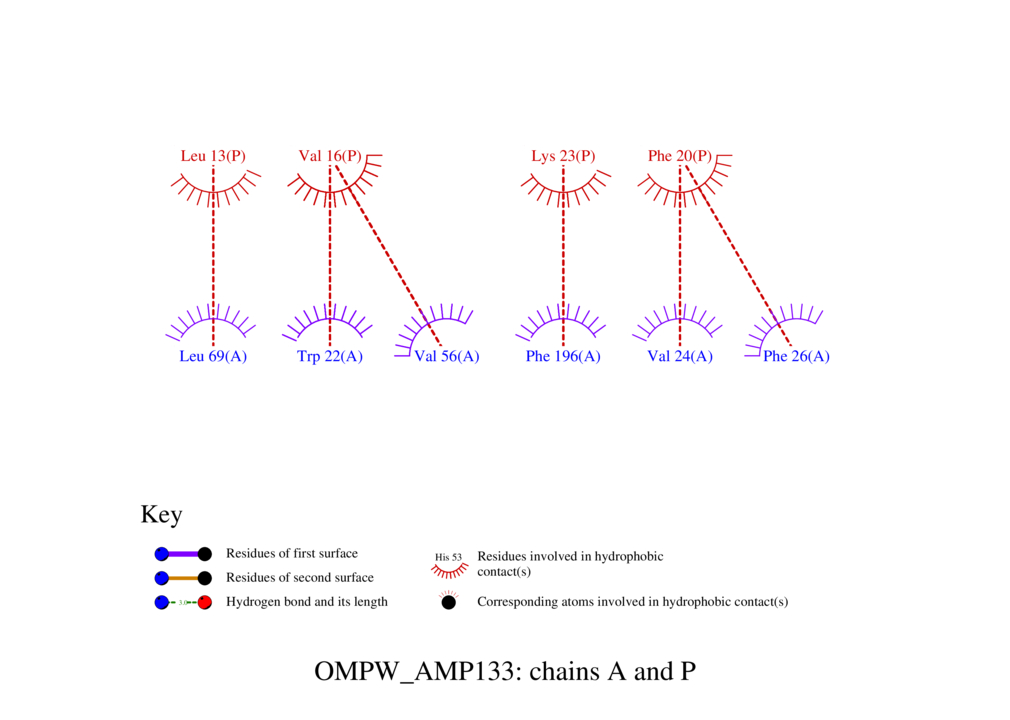 Leu 13(P) Val 16(P) Lys 23(P) Phe 20(P)
Leu 69(A) Trp 22(A) Val 56(A) Phe 196(A) Val 24(A) Phe 26(A)
Key
Residues of first surface
Residues of second surface
3.0
Hydrogen bond and its length
His 53
Residues involved in hydrophobic
contact(s)
Corresponding atoms involved in hydrophobic contact(s)
OMPW_AMP133: chains A and P